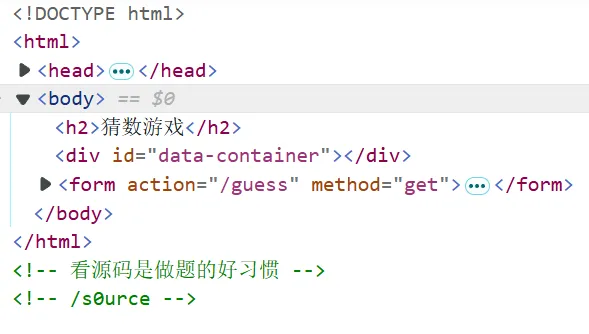 <!DOCTYPE html>
<html>
<head>···</head>
<body> == $0
<h2>猜数游戏</h2>
<div id="data-container"></div>
<form action="/guess" method="get">···</form>
</body>
</html>
<!-- 看源码是做题的好习惯 -->
<!-- /s0urce -->